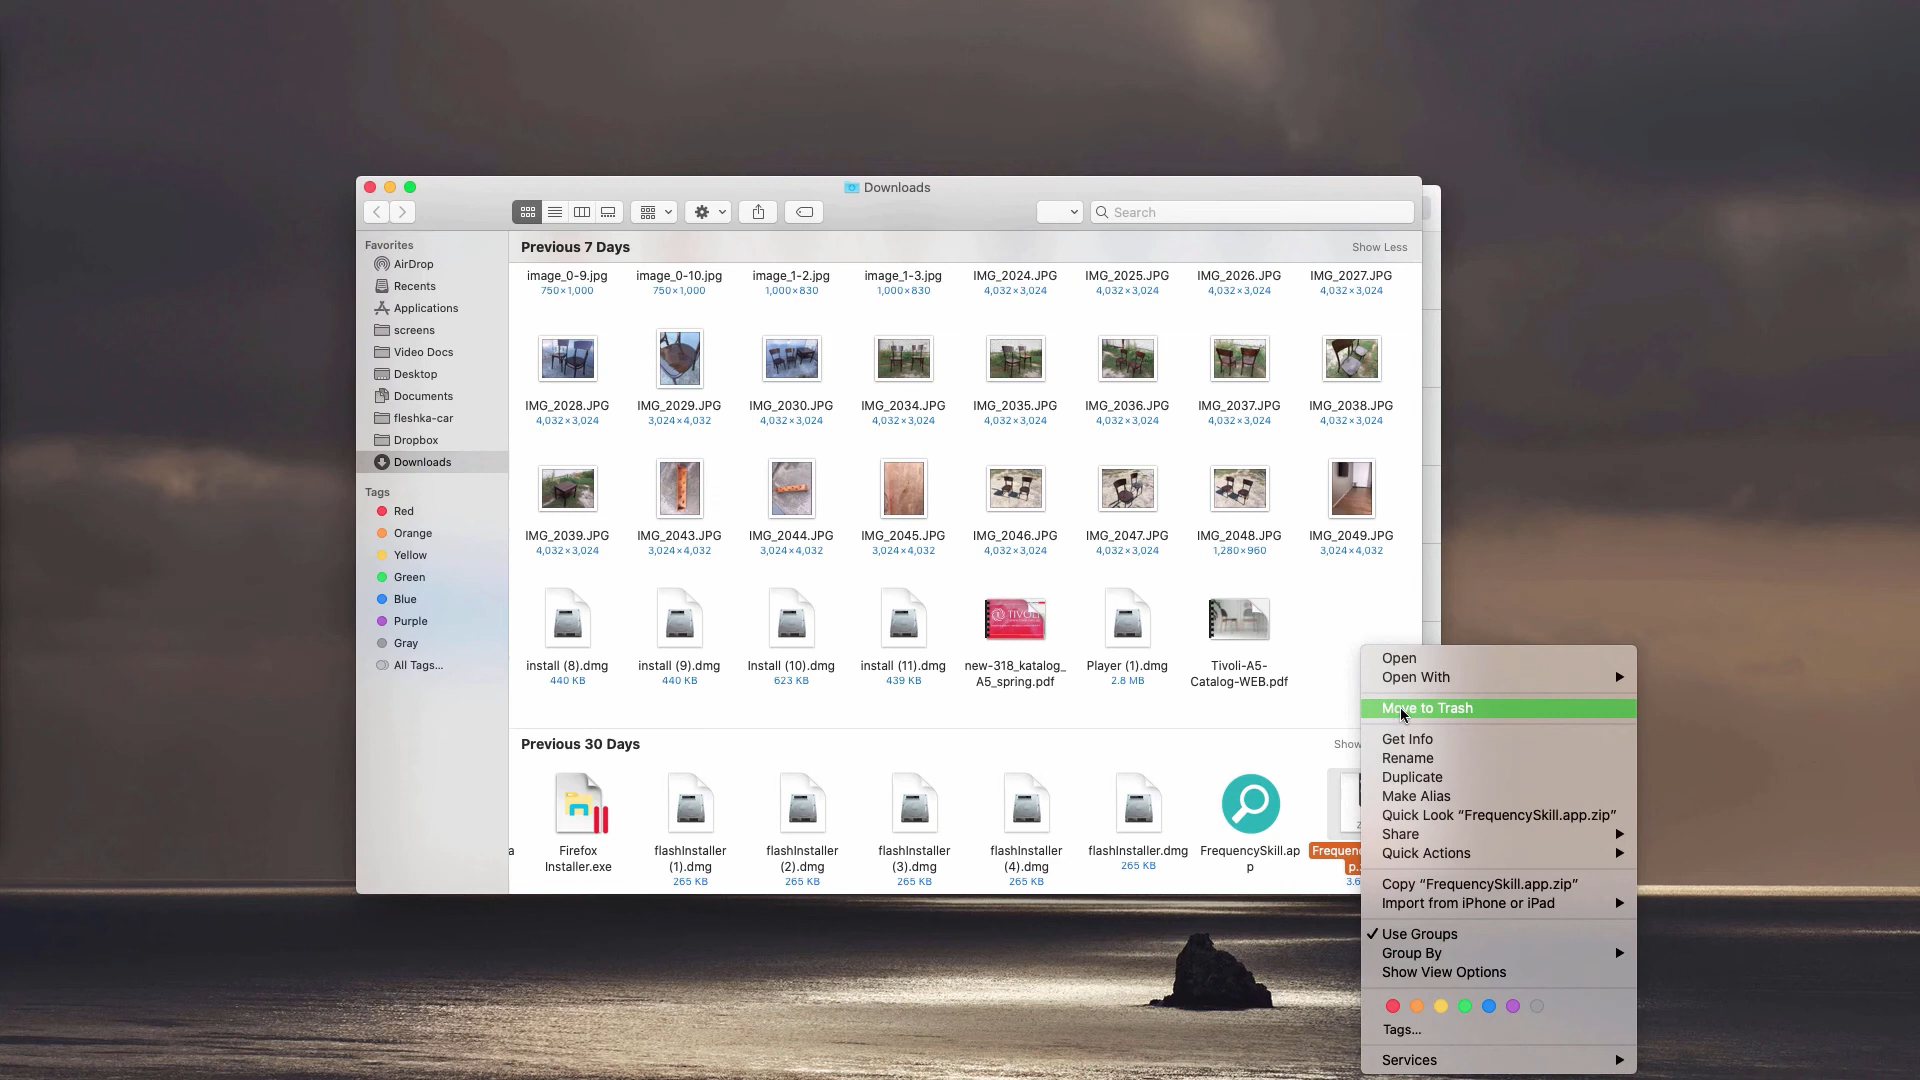 Downloads
Search
Favorites
AirDrop
Recents
Applications
screens
Video Docs
Desktop
Documents
fleshka-car
Dropbox
Downloads
Tags
Red
Orange
Yellow
Green
Blue
Purple
Gray
All Tags...
Previous 7 Days
Show Less
image_0-9.jpg image_0-10.jpg image_1-2.jpg image_1-3.jpg IMG_2024.JPG IMG_2025.JPG IMG_2026.JPG IMG_2027.JPG
750×1,000 750×1,000 1,000×830 1,000×830 4,032×3,024 4,032×3,024 4,032×3,024 4,032×3,024
IMG_2028.JPG IMG_2029.JPG IMG_2030.JPG IMG_2034.JPG IMG_2035.JPG IMG_2036.JPG IMG_2037.JPG IMG_2038.JPG
4,032×3,024 3,024×4,032 4,032×3,024 4,032×3,024 4,032×3,024 4,032×3,024 4,032×3,024 4,032×3,024
IMG_2039.JPG IMG_2043.JPG IMG_2044.JPG IMG_2045.JPG IMG_2046.JPG IMG_2047.JPG IMG_2048.JPG IMG_2049.JPG
4,032×3,024 3,024×4,032 3,024×4,032 3,024×4,032 4,032×3,024 4,032×3,024 1,280×960 3,024×4,032
TIVOLI
install (8).dmg install (9).dmg Install (10).dmg install (11).dmg new-318_katalog_ Player (1).dmg Tivoli-A5-
440 KB 440 KB 623 KB 439 KB A5_spring.pdf 2.8 MB Catalog-WEB.pdf
Previous 30 Days
Show
a Firefox flashInstaller flashInstaller flashInstaller flashInstaller flashInstaller.dmg FrequencySkill.ap Frequen
Installer.exe (1).dmg (2).dmg (3).dmg (4).dmg 265 KB p p.
265 KB 265 KB 265 KB 265 KB 3.6
Open
Open With
Move to Trash
Get Info
Rename
Duplicate
Make Alias
Quick Look “FrequencySkill.app.zip”
Share
Quick Actions
Copy “FrequencySkill.app.zip”
Import from iPhone or iPad
Use Groups
Group By
Show View Options
Tags...
Services